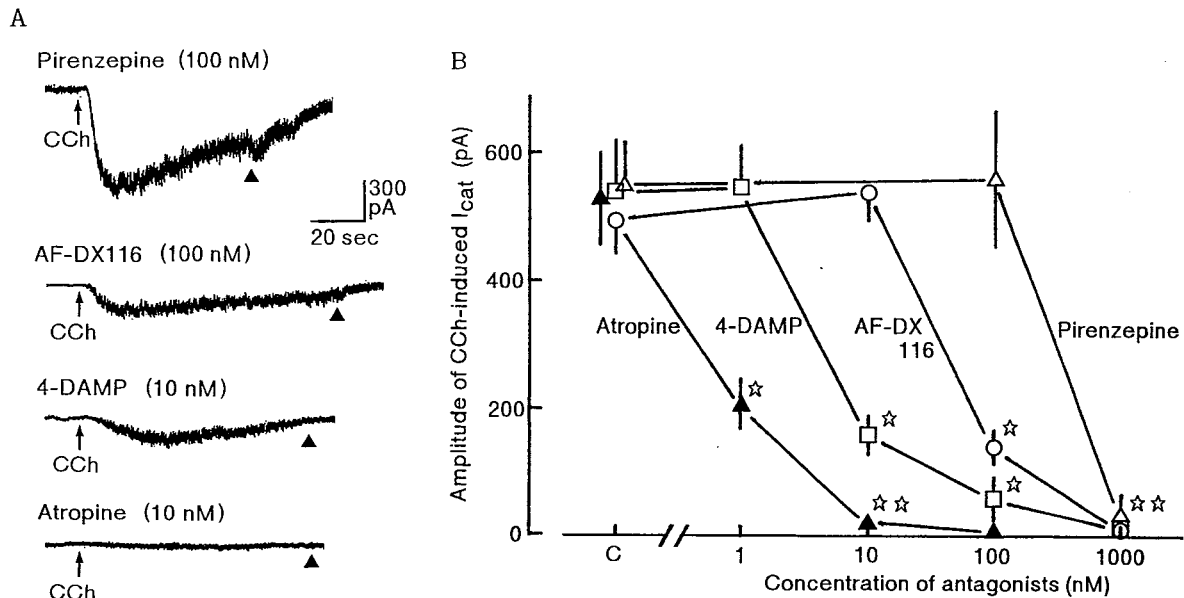 A
Pirenzepine (100 nM)
CCh
300
pA
20 sec
AF-DX116 (100 nM)
CCh
4-DAMP (10 nM)
CCh
Atropine (10 nM)
CCh
B
Amplitude of CCh-induced Icat (pA)
600
400
200
0
Atropine
4-DAMP
AF-DX
116
Pirenzepine
C
1
10
100
1000
Concentration of antagonists (nM)